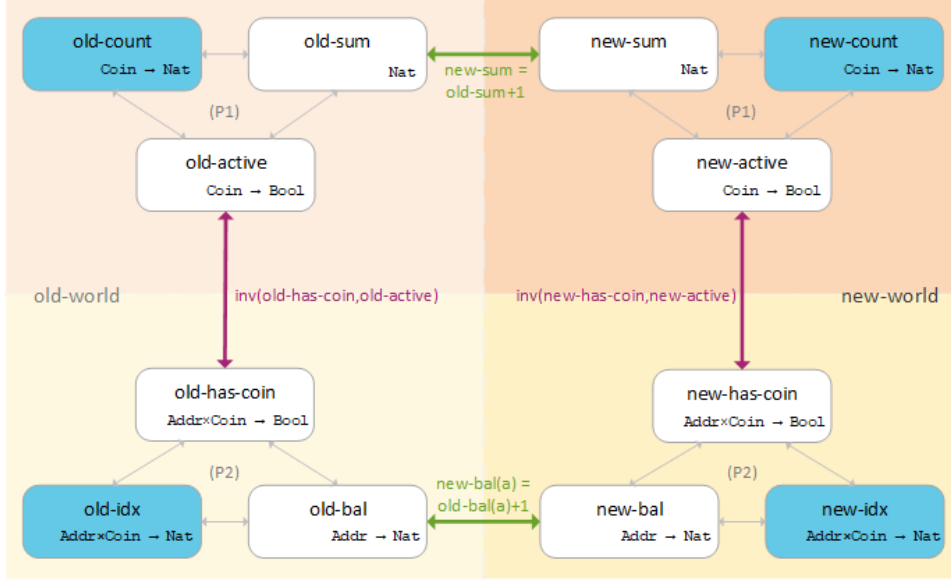 old-count
Coin → Nat
old-sum
Nat
new-sum =
old-sum+1
new-sum
Nat
new-count
Coin → Nat
(P1)
(P1)
old-active
Coin → Bool
new-active
Coin → Bool
old-world
inv(old-has-coin,old-active)
inv(new-has-coin,new-active)
new-world
old-has-coin
Addr×Coin → Bool
new-has-coin
Addr×Coin → Bool
(P2)
(P2)
old-idx
Addr×Coin → Nat
old-bal
Addr → Nat
new-bal(a) =
old-bal(a)+1
new-bal
Addr → Nat
new-idx
Addr×Coin → Nat